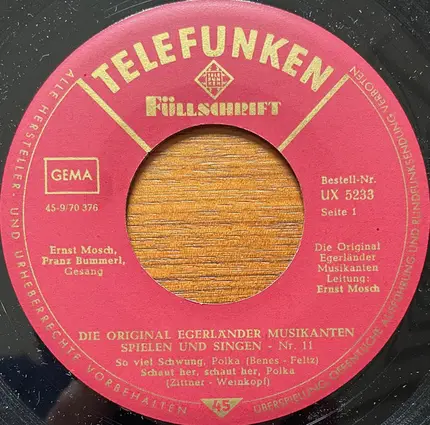 TELEFUNKEN
TELE
FUN
KEN
FÜLLSCHRIFT
GEMA
45-9/70 376
Bestell-Nr.
UX 5233
Seite 1
Ernst Mosch,
Franz Bummerl,
Gesang
Die Original
Egerländer
Musikanten
Leitung:
Ernst Mosch
DIE ORIGINAL EGERLÄNDER MUSIKANTEN
SPIELEN UND SINGEN - Nr. 11
So viel Schwung, Polka (Benes - Feltz)
Schaut her, schaut her, Polka
(Zittner - Weinkopf)
45
ALLE HERSTELLER- UND URHEBERRECHTE VORBEHALTEN
ÜBERSPIELUNG, ÖFFENTLICHE AUFFÜHRUNG UND RUNDFUNKSENDUNG VERBOTEN